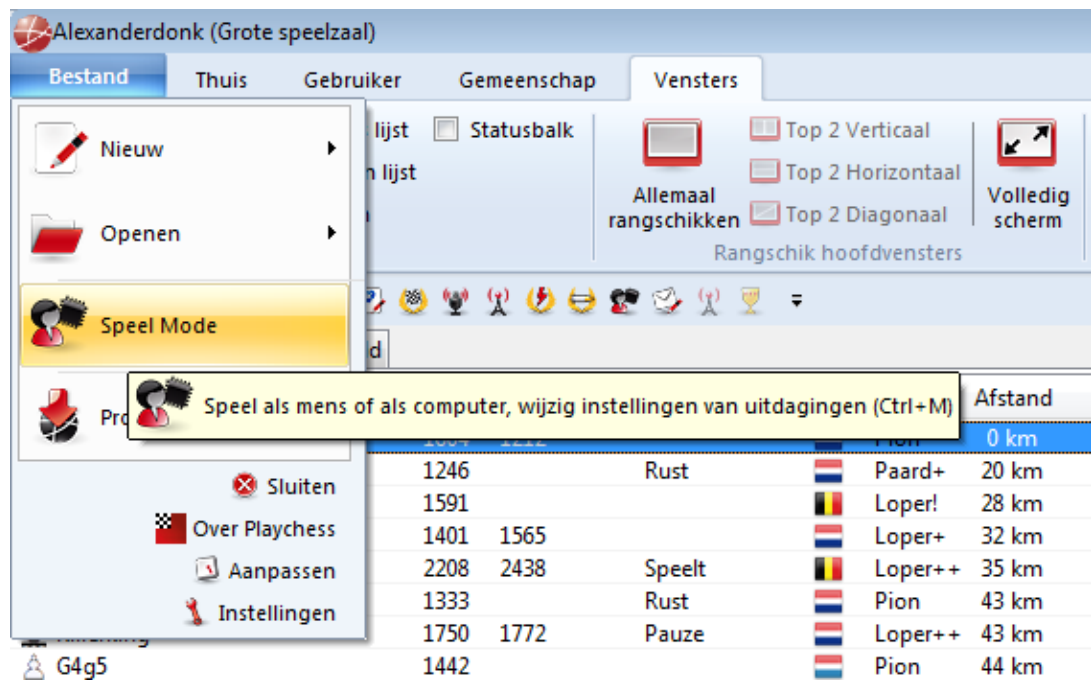 Alexanderdonk (Grote speelzaal)
Bestand Thuis Gebruiker Gemeenschap Vensters
Nieuw
Openen
Speel Mode
Sluiten
Over Playchess
Aanpassen
Instellingen
lijst Statusbalk
lijst
Allemaal
rangschikken
Top 2 Verticaal
Top 2 Horizontaal
Top 2 Diagonaal
Volledig
scherm
Rangschik hoofdvensters
Speel als mens of als computer, wijzig instellingen van uitdagingen (Ctrl+M)
Afstand
0 km
1246 Rust Paard+ 20 km
1591 Loper! 28 km
1401 1565 Loper+ 32 km
2208 2438 Speelt Loper++ 35 km
1333 Rust Pion 43 km
1750 1772 Pauze Loper++ 43 km
G4g5 1442 Pion 44 km